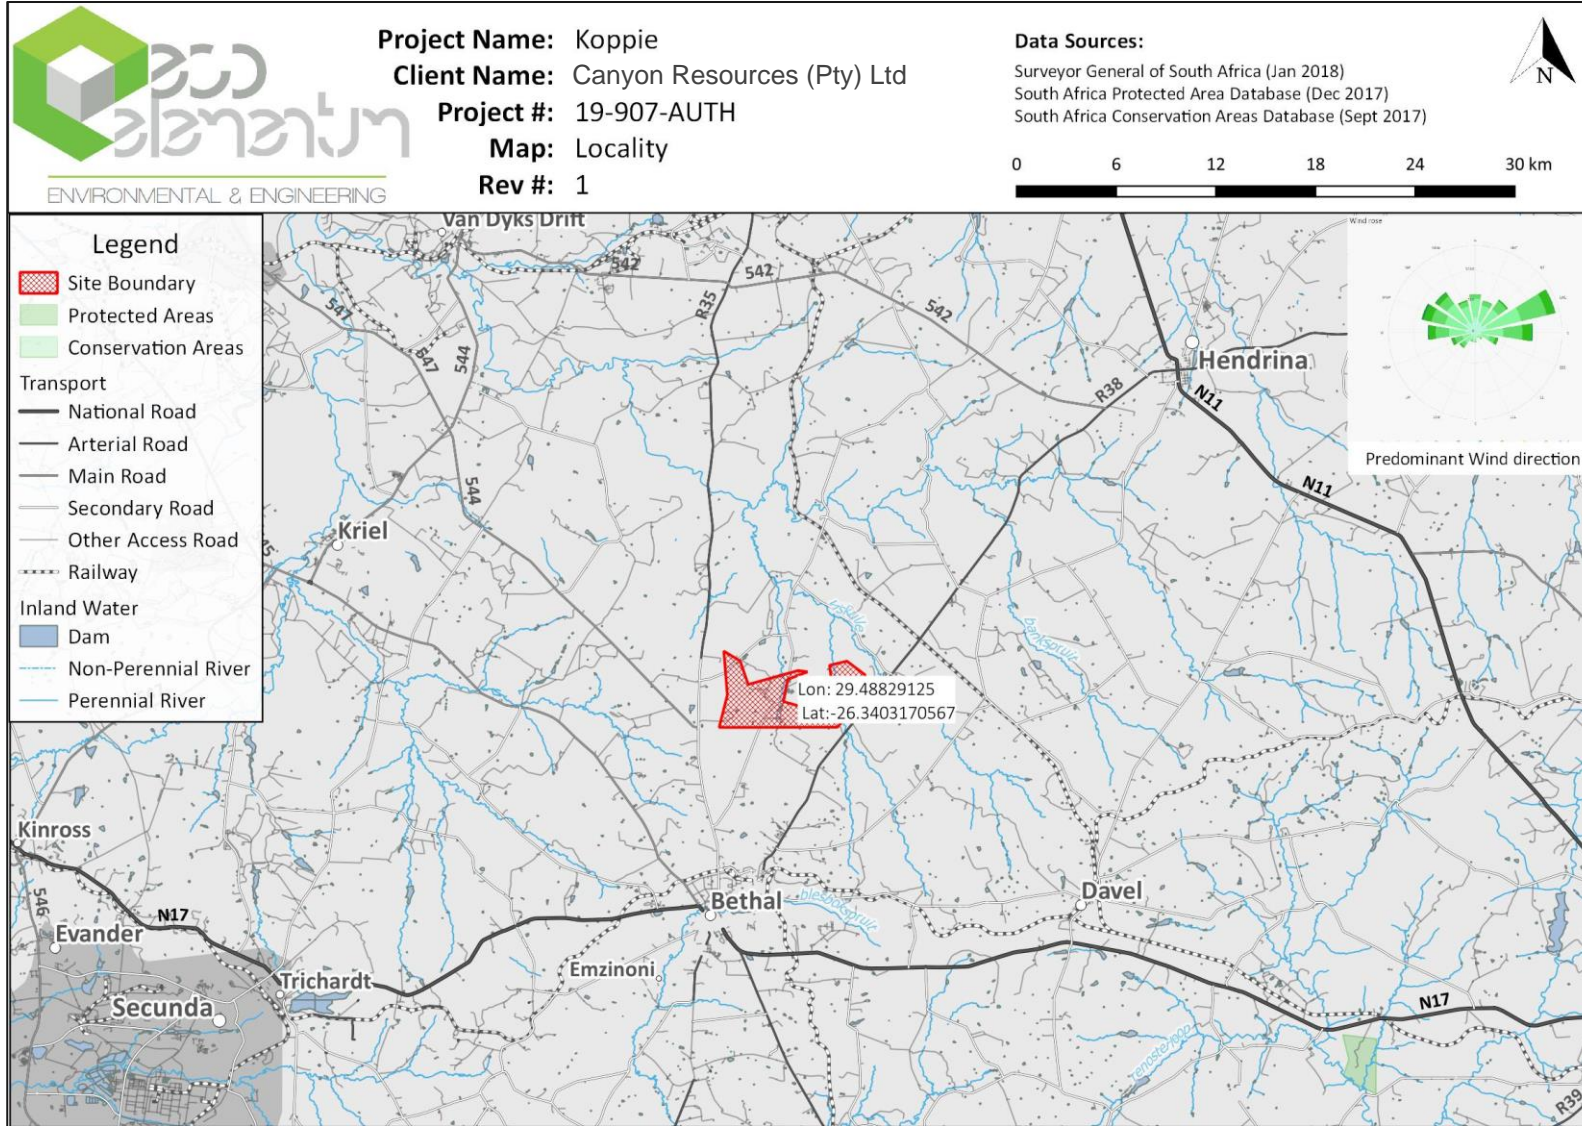 eco
elementum
ENVIRONMENTAL & ENGINEERING
Project Name: Koppie
Client Name: Canyon Resources (Pty) Ltd
Project #: 19-907-AUTH
Map: Locality
Rev #: 1
Data Sources:
Surveyor General of South Africa (Jan 2018)
South Africa Protected Area Database (Dec 2017)
South Africa Conservation Areas Database (Sept 2017)
N
0 6 12 18 24 30 km
Legend
Site Boundary
Protected Areas
Conservation Areas
Transport
National Road
Arterial Road
Main Road
Secondary Road
Other Access Road
Railway
Inland Water
Dam
Non-Perennial River
Perennial River
Wind rose
Predominant Wind direction
Van Dyks Drift
542
542
542
547
547
544
544
R35
R38
Hendrina
N11
N11
Kriel
Lon: 29.48829125
Lat:-26.3403170567
Kinross
546
N17
Evander
Trichardt
Secunda
Bethal
blesbokspruit
Emzinoni
Davel
N17
R39